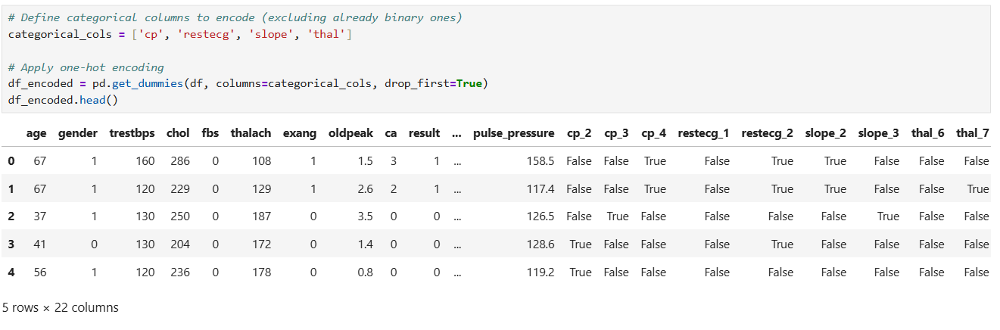 # Define categorical columns to encode (excluding already binary ones)
categorical_cols = ['cp', 'restecg', 'slope', 'thal']
# Apply one-hot encoding
df_encoded = pd.get_dummies(df, columns=categorical_cols, drop_first=True)
df_encoded.head()
age gender trestbps chol fbs thalach exang oldpeak ca result ... pulse_pressure cp_2 cp_3 cp_4 restecg_1 restecg_2 slope_2 slope_3 thal_6 thal_7
0 67 1 160 286 0 108 1 1.5 3 1 ... 158.5 False False True False True True False False False
1 67 1 120 229 0 129 1 2.6 2 1 ... 117.4 False False True False True True False False True
2 37 1 130 250 0 187 0 3.5 0 0 ... 126.5 False True False False False False True False False
3 41 0 130 204 0 172 0 1.4 0 0 ... 128.6 True False False False True False False False False
4 56 1 120 236 0 178 0 0.8 0 0 ... 119.2 True False False False False False False False False
5 rows × 22 columns